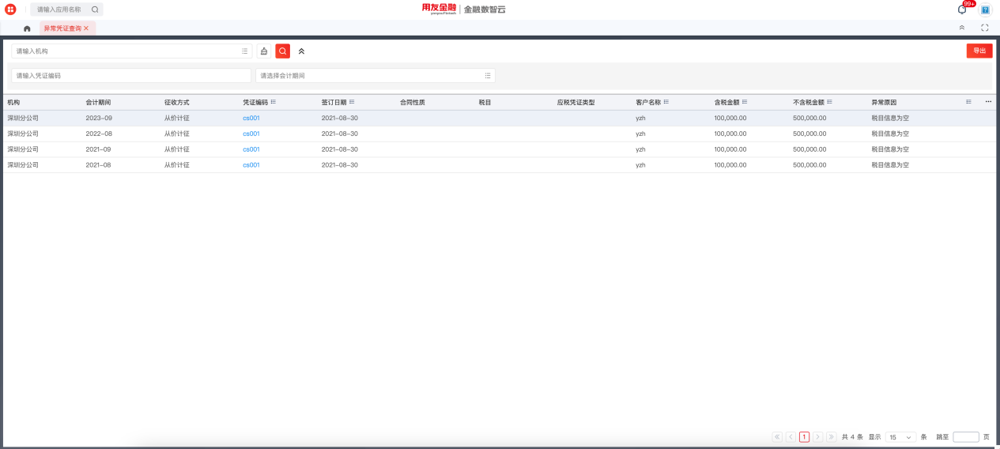 请输入应用名称 用友金融 yonyouFintech 金融数智云 99+
异常凭证查询
请输入机构 导出
请输入凭证编码 请选择会计期间
机构 会计期间 征收方式 凭证编码 签订日期 合同性质 税目 应税凭证类型 客户名称 含税金额 不含税金额 异常原因
深圳分公司 2023-09 从价计征 cs001 2021-08-30 yzh 100,000.00 500,000.00 税目信息为空
深圳分公司 2022-08 从价计征 cs001 2021-08-30 yzh 100,000.00 500,000.00 税目信息为空
深圳分公司 2021-09 从价计征 cs001 2021-08-30 yzh 100,000.00 500,000.00 税目信息为空
深圳分公司 2021-08 从价计征 cs001 2021-08-30 yzh 100,000.00 500,000.00 税目信息为空
1 共 4 条 显示 15 条 跳至 页